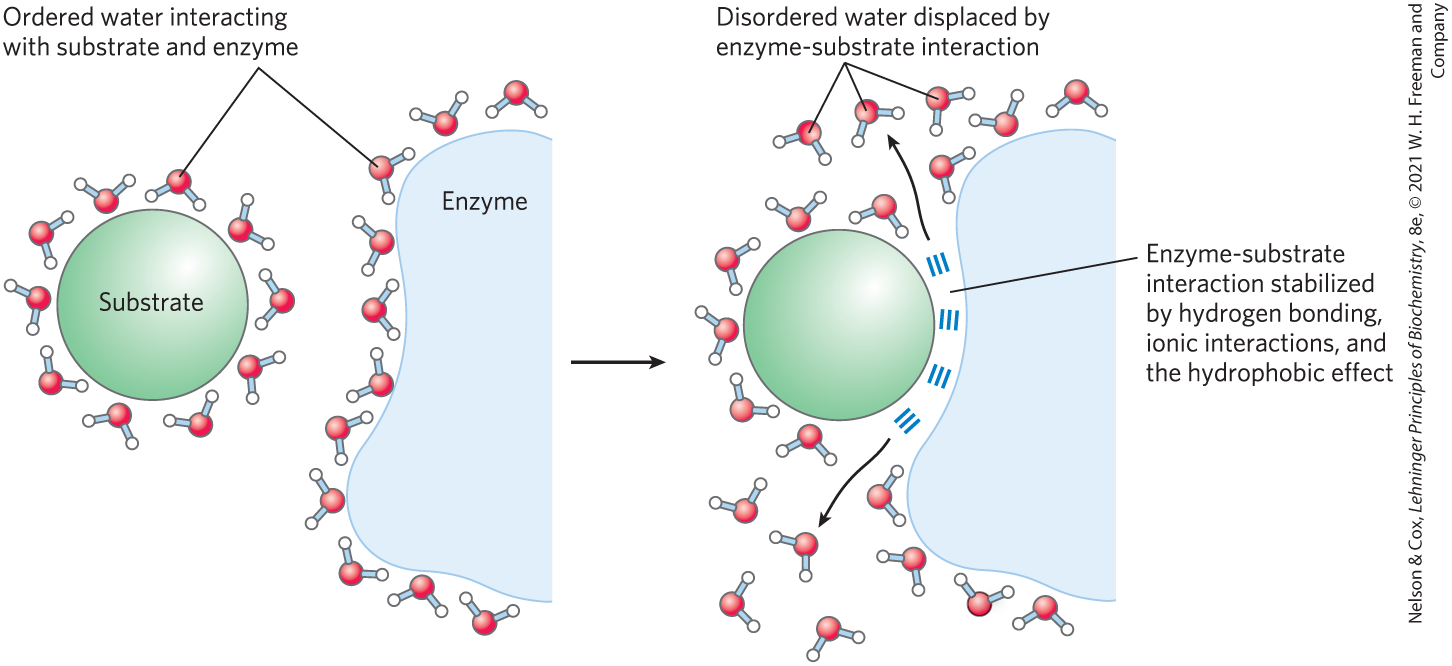 Ordered water interacting
with substrate and enzyme
Substrate
Enzyme
Disordered water displaced by
enzyme-substrate interaction
Enzyme-substrate
interaction stabilized
by hydrogen bonding,
ionic interactions, and
the hydrophobic effect
Nelson & Cox, Lehninger Principles of Biochemistry, 8e, © 2021 W. H. Freeman and
Company